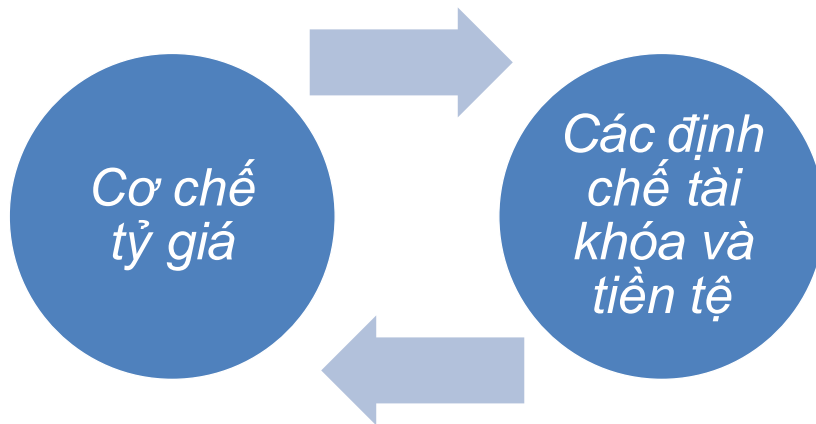 Cơ chế
tỷ giá
Các định
chế tài
khóa và
tiền tệ